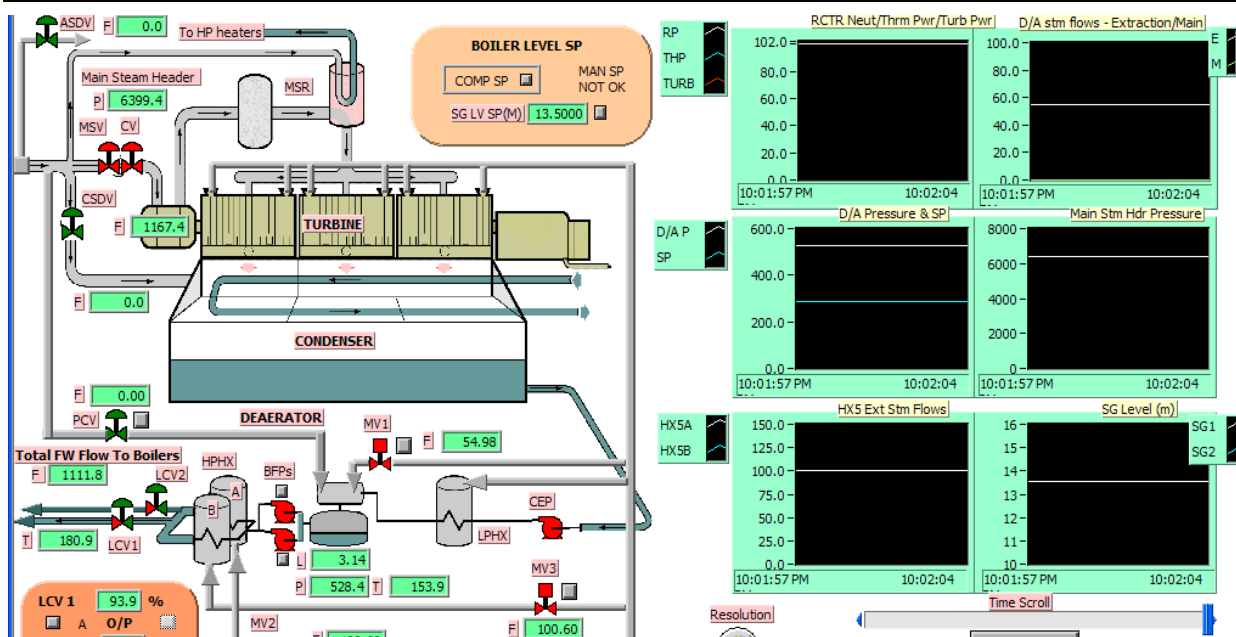 ASDV F 0.0
To HP heaters
Main Steam Header
P 6399.4
MSV CV
MSR
BOILER LEVEL SP
COMP SP
MAN SP
NOT OK
SG LV SP(M) 13.5000
CSDV
F 1167.4
TURBINE
F 0.0
CONDENSER
F 0.00
PCV
DEAERATOR
MV1
F 54.98
Total FW Flow To Boilers
F 1111.8
LCV2
HPHX
A
B
BFPs
CEP
LPHX
T 180.9
LCV1
L 3.14
P 528.4 T 153.9
MV3
F 100.60
MV2
F
LCV 1 93.9 %
A O/P
RP
THP
TURB
RCTR Neut/Thrm Pwr/Turb Pwr
102.0
80.0
60.0
40.0
20.0
0.0
10:01:57 PM 10:02:04
D/A stm flows - Extraction/Main
E
M
100.0
80.0
60.0
40.0
20.0
0.0
10:01:57 PM 10:02:04
D/A P
SP
D/A Pressure & SP
600.0
400.0
200.0
0.0
10:01:57 PM 10:02:04
Main Stm Hdr Pressure
8000
6000
4000
2000
0
10:01:57 PM 10:02:04
HX5A
HX5B
HX5 Ext Stm Flows
150.0
125.0
100.0
75.0
50.0
25.0
0.0
10:01:57 PM 10:02:04
SG Level (m)
SG1
SG2
16
15
14
13
12
11
10
10:01:57 PM 10:02:04
Resolution
Time Scroll